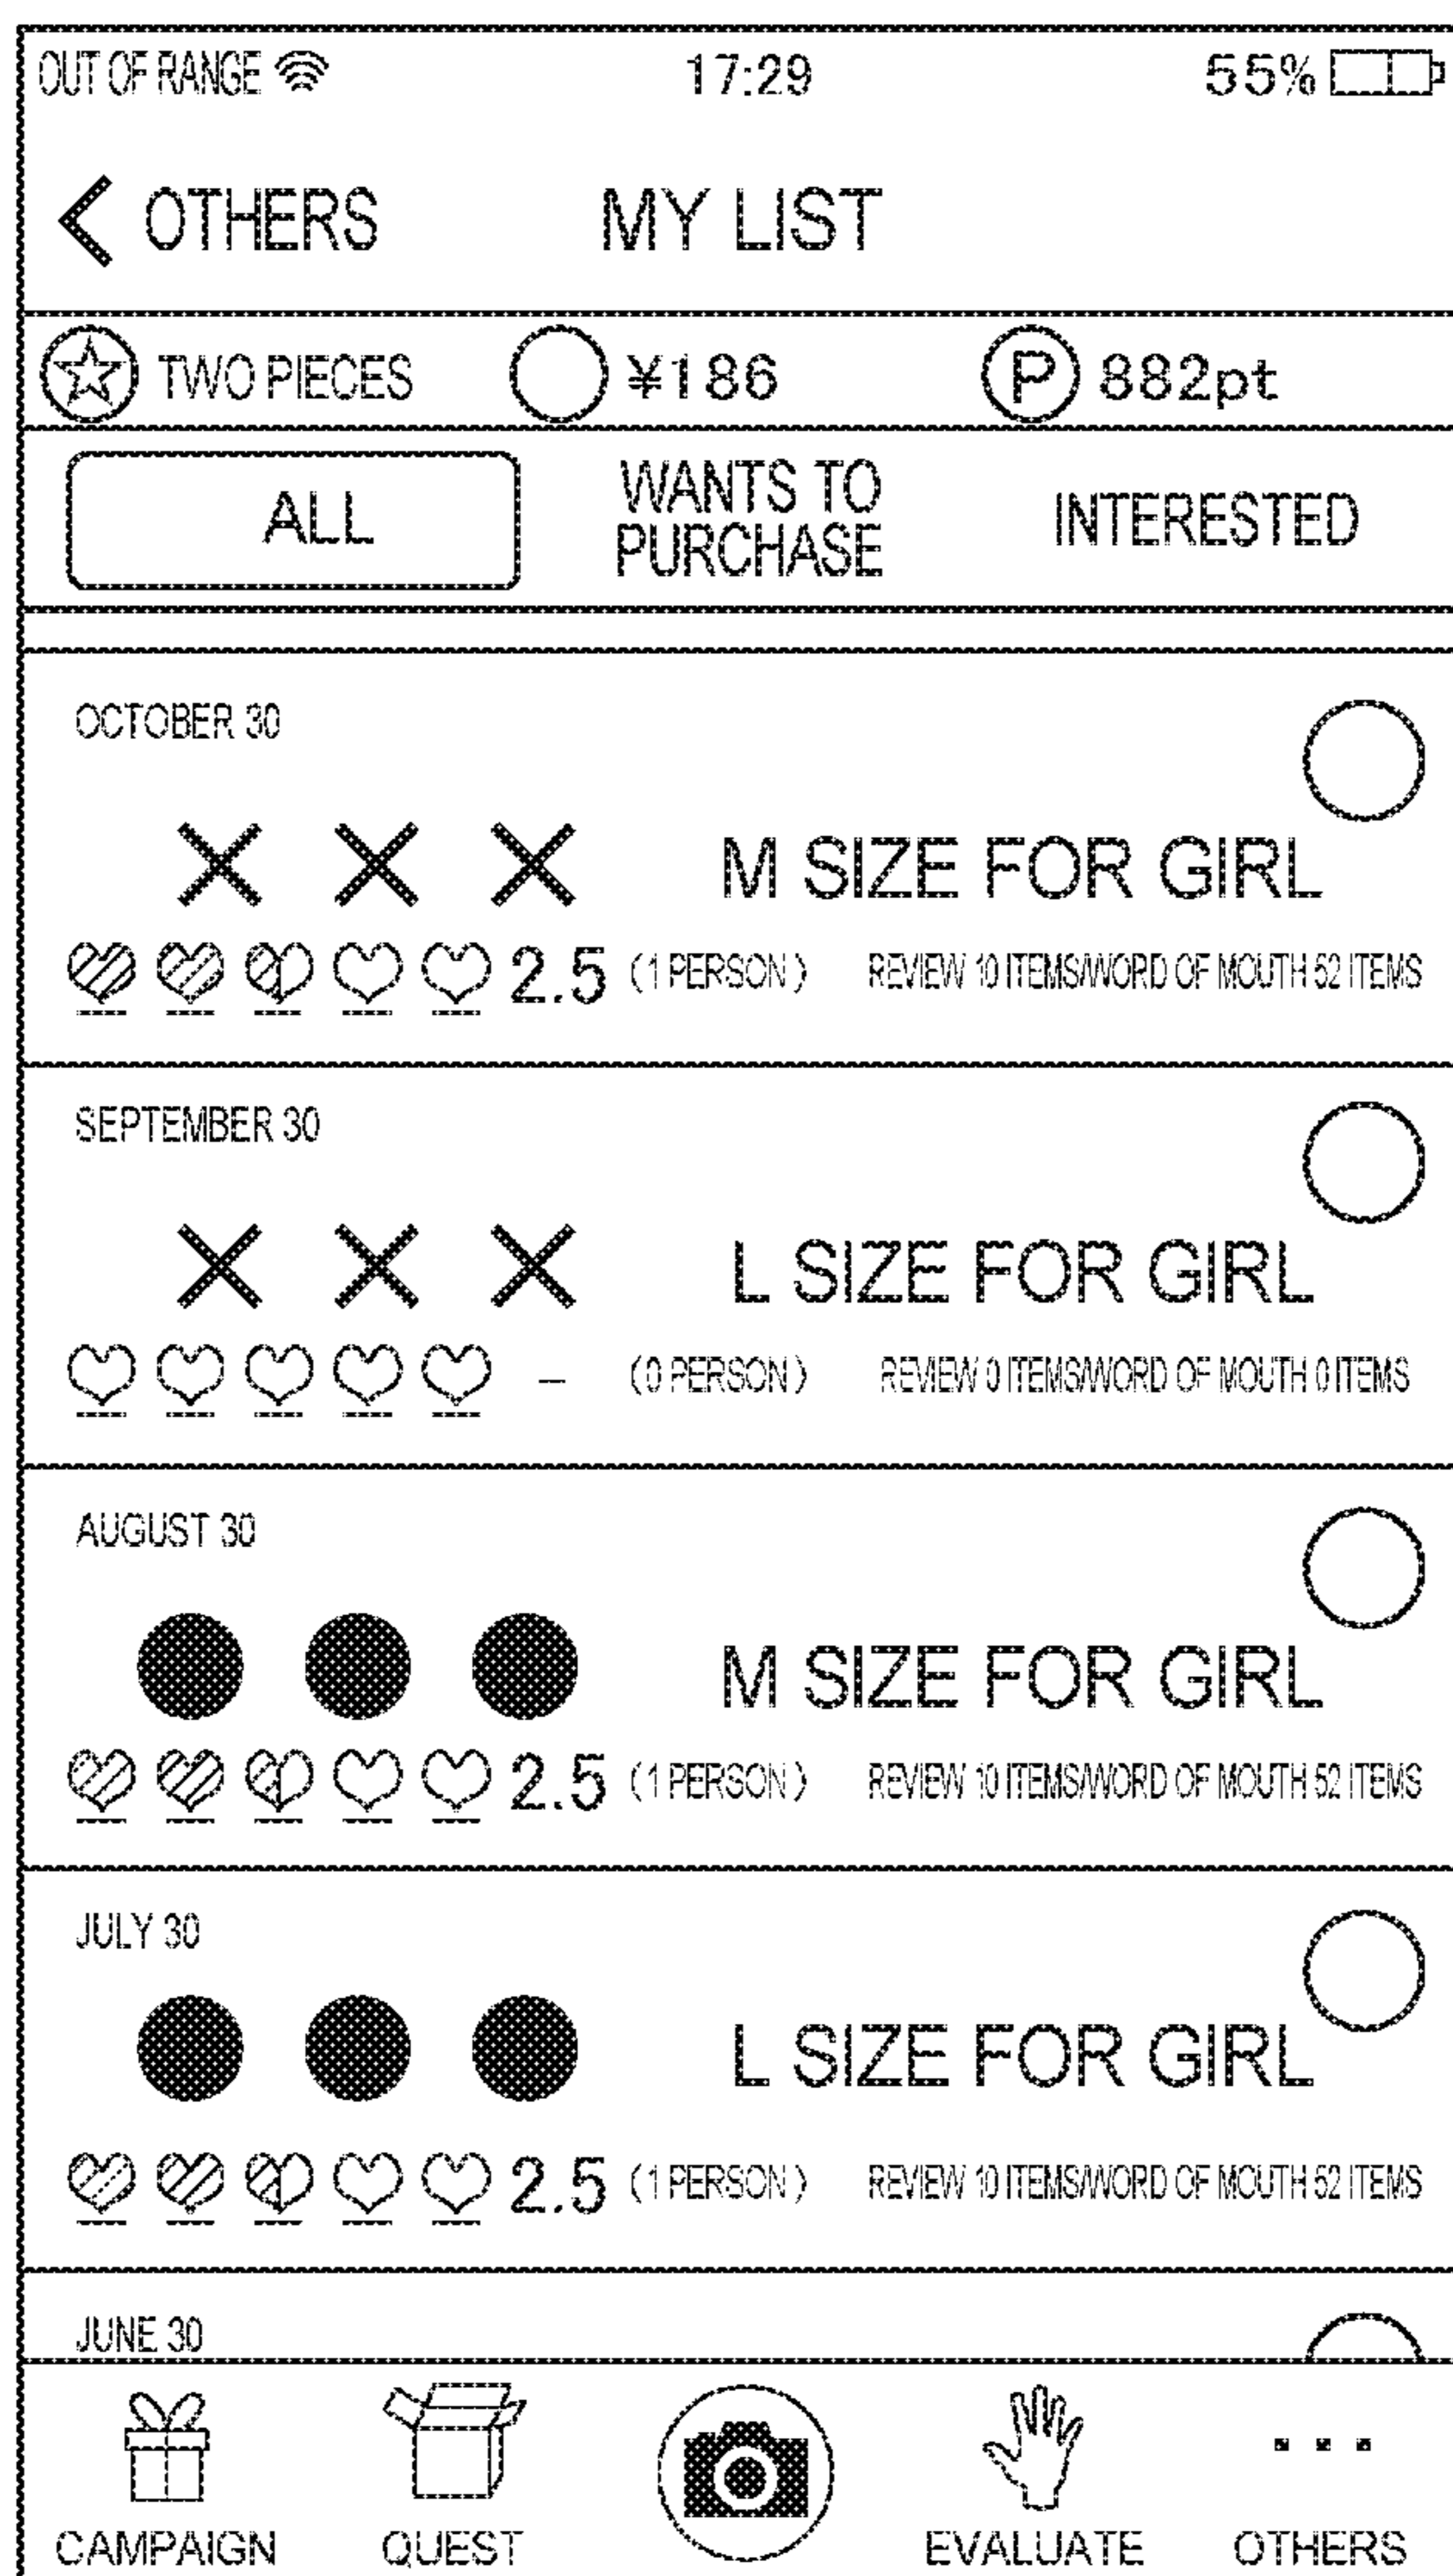 OUT OF RANGE 17:29 55%
< OTHERS MY LIST
TWO PIECES ¥186 P 882pt
ALL WANTS TO PURCHASE INTERESTED
OCTOBER 30
× × × M SIZE FOR GIRL
2.5 (1 PERSON) REVIEW 10 ITEMS/WORD OF MOUTH 52 ITEMS
SEPTEMBER 30
× × × L SIZE FOR GIRL
– (0 PERSON) REVIEW 0 ITEMS/WORD OF MOUTH 0 ITEMS
AUGUST 30
●●● M SIZE FOR GIRL
2.5 (1 PERSON) REVIEW 10 ITEMS/WORD OF MOUTH 52 ITEMS
JULY 30
●●● L SIZE FOR GIRL
2.5 (1 PERSON) REVIEW 10 ITEMS/WORD OF MOUTH 52 ITEMS
JUNE 30
CAMPAIGN QUEST EVALUATE OTHERS